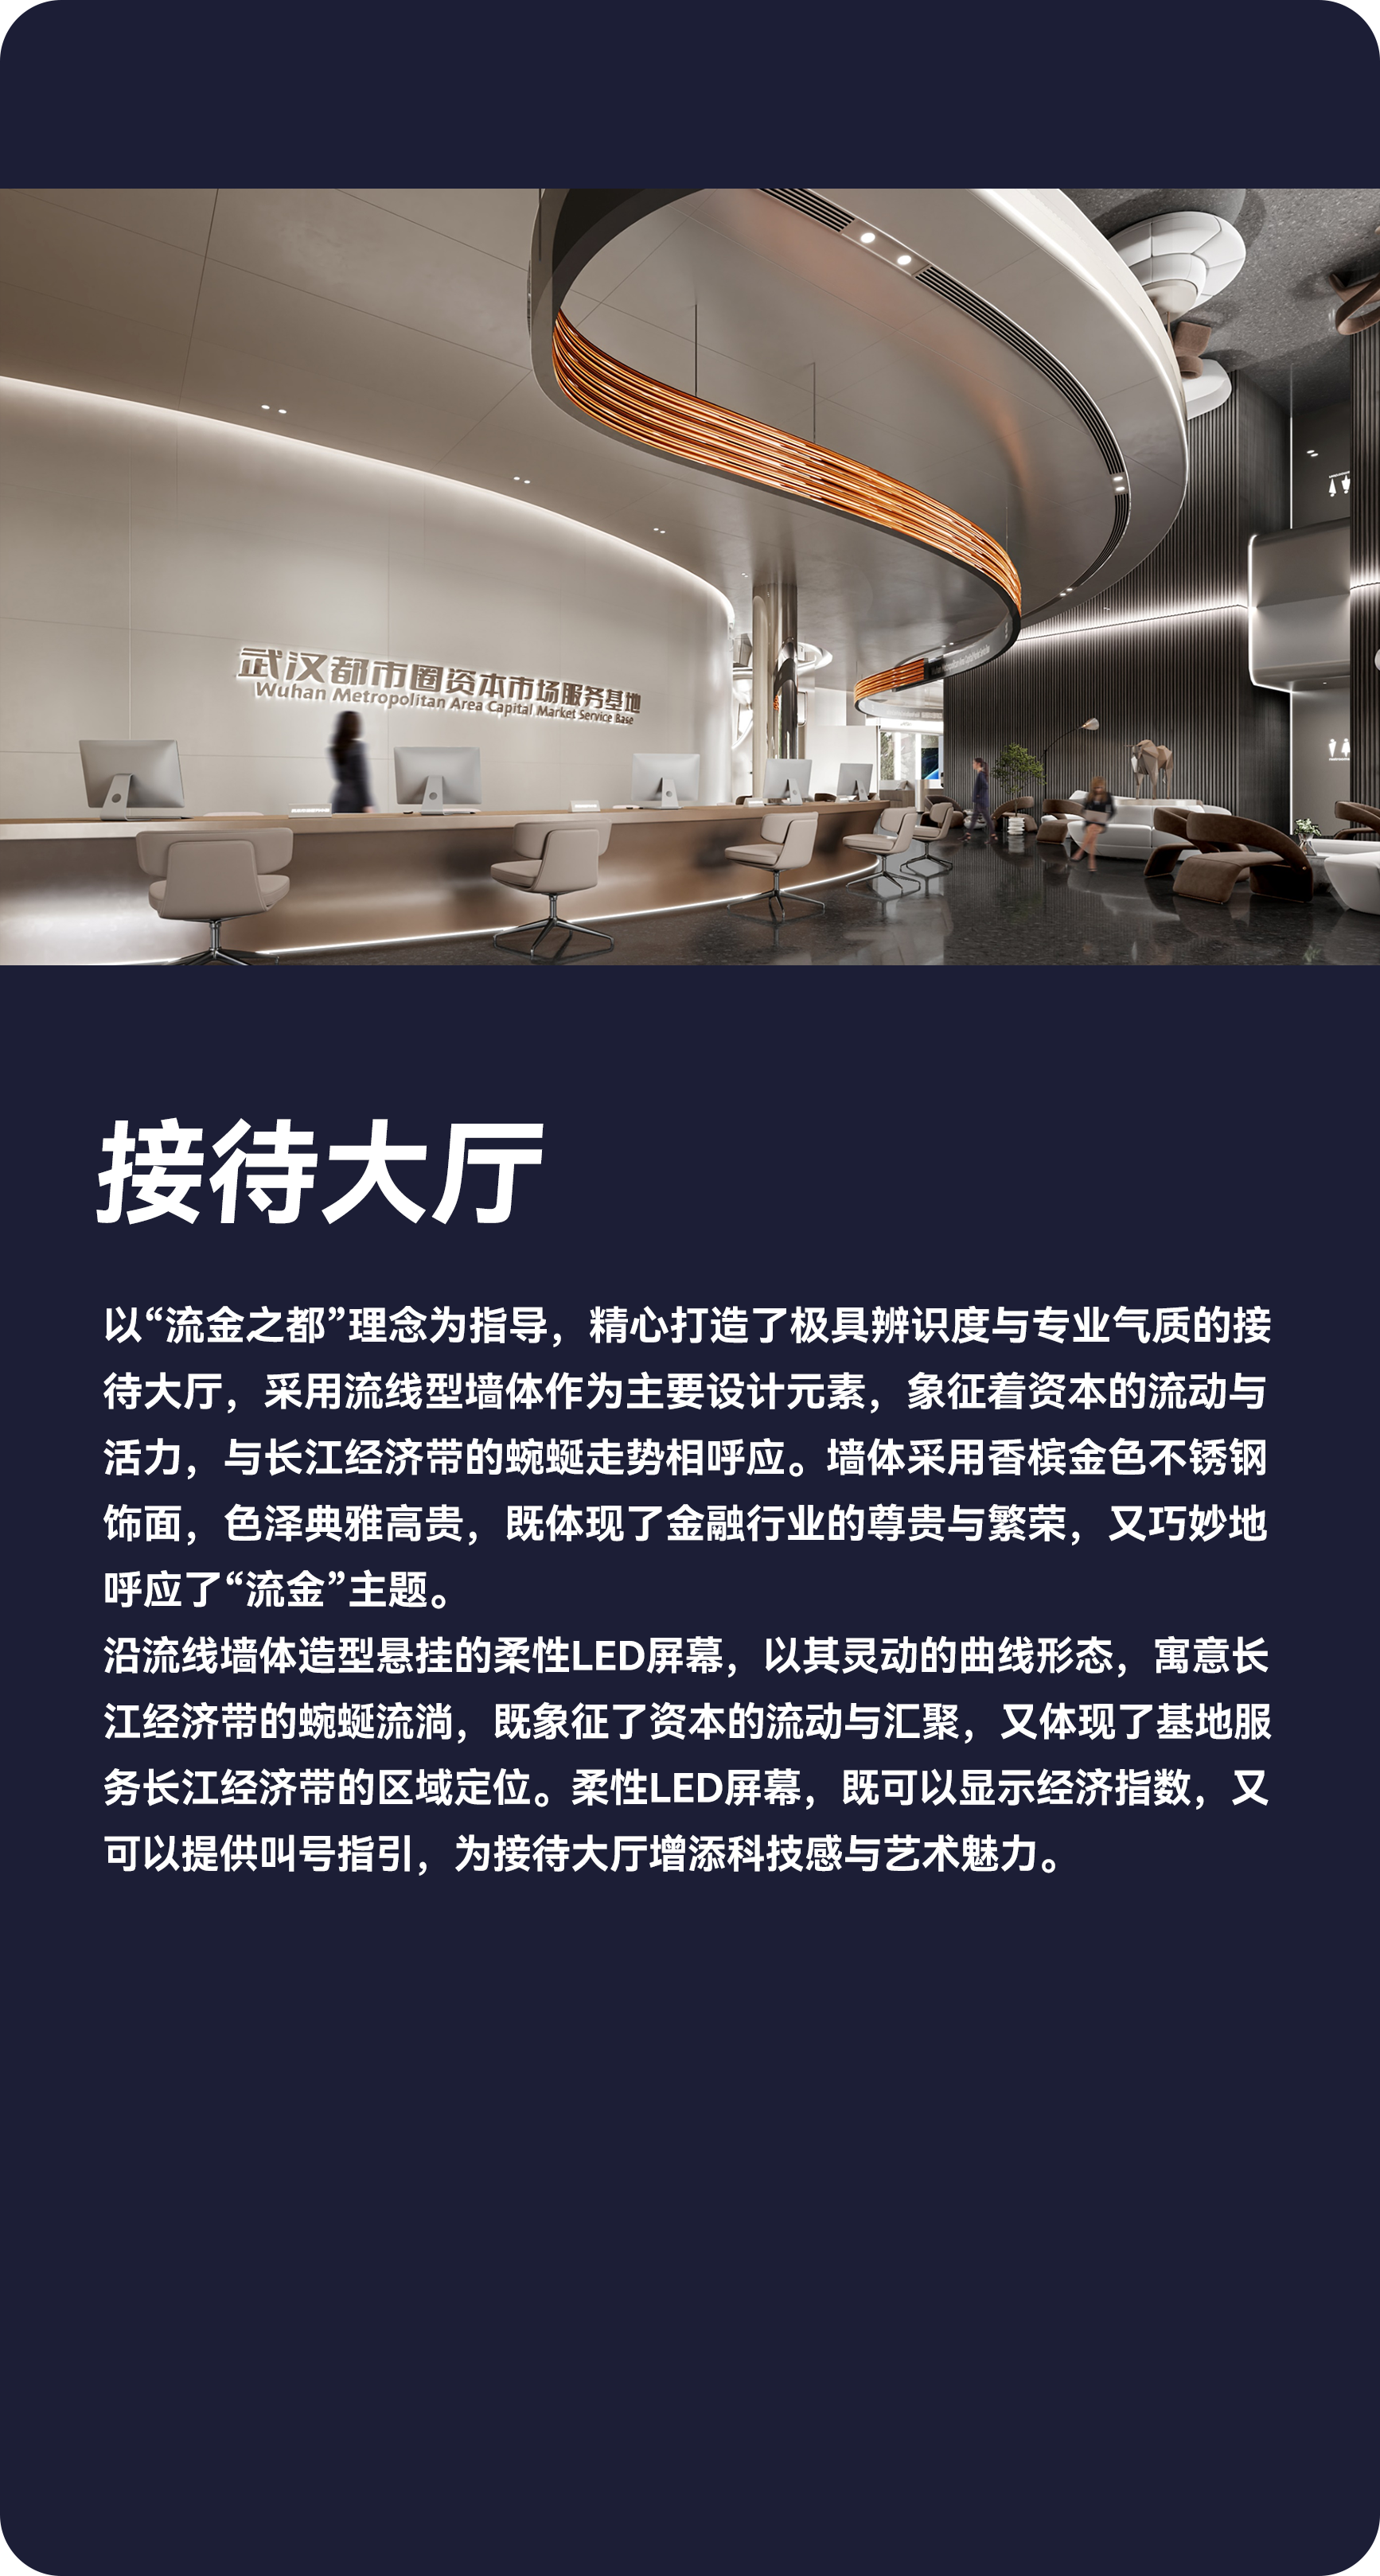 武汉都市圈资本市场服务基地
Wuhan Metropolitan Area Capital Market Service Base
接待大厅
以“流金之都”理念为指导，精心打造了极具辨识度与专业气质的接
待大厅，采用流线型墙体作为主要设计元素，象征着资本的流动与
活力，与长江经济带的蜿蜒走势相呼应。墙体采用香槟金色不锈钢
饰面，色泽典雅高贵，既体现了金融行业的尊贵与繁荣，又巧妙地
呼应了“流金”主题。
沿流线墙体造型悬挂的柔性LED屏幕，以其灵动的曲线形态，寓意长
江经济带的蜿蜒流淌，既象征了资本的流动与汇聚，又体现了基地服
务长江经济带的区域定位。柔性LED屏幕，既可以显示经济指数，又
可以提供叫号指引，为接待大厅增添科技感与艺术魅力。